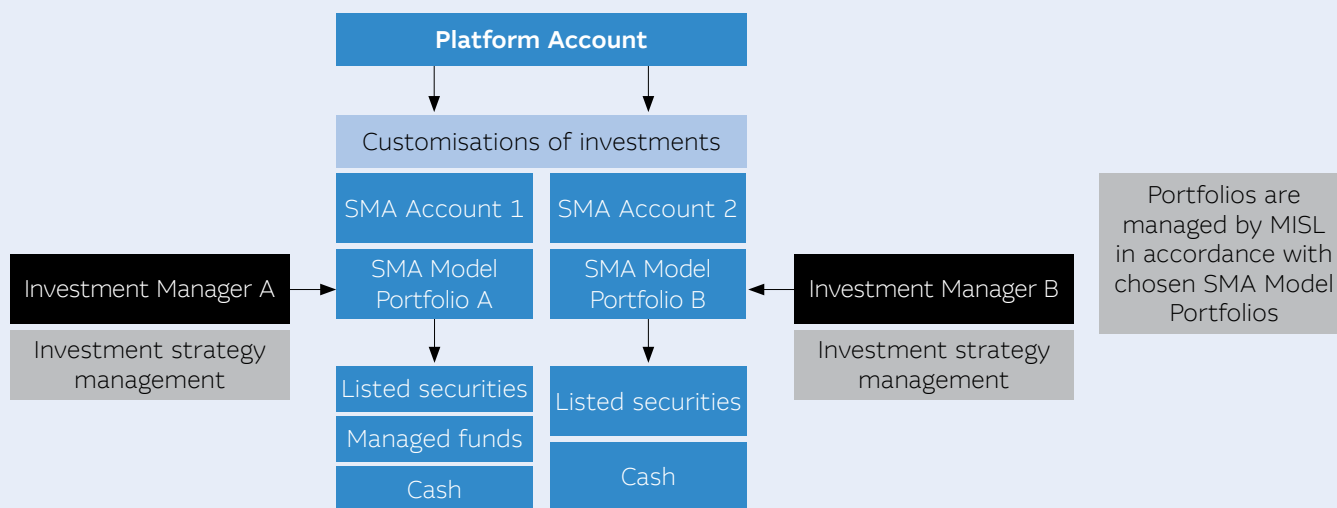 Platform Account
Customisations of investments
SMA Account 1
SMA Account 2
Investment Manager A
SMA Model
Portfolio A
SMA Model
Portfolio B
Investment Manager B
Portfolios are
managed by MISL
in accordance with
chosen SMA Model
Portfolios
Investment strategy
management
Investment strategy
management
Listed securities
Managed funds
Cash
Listed securities
Cash